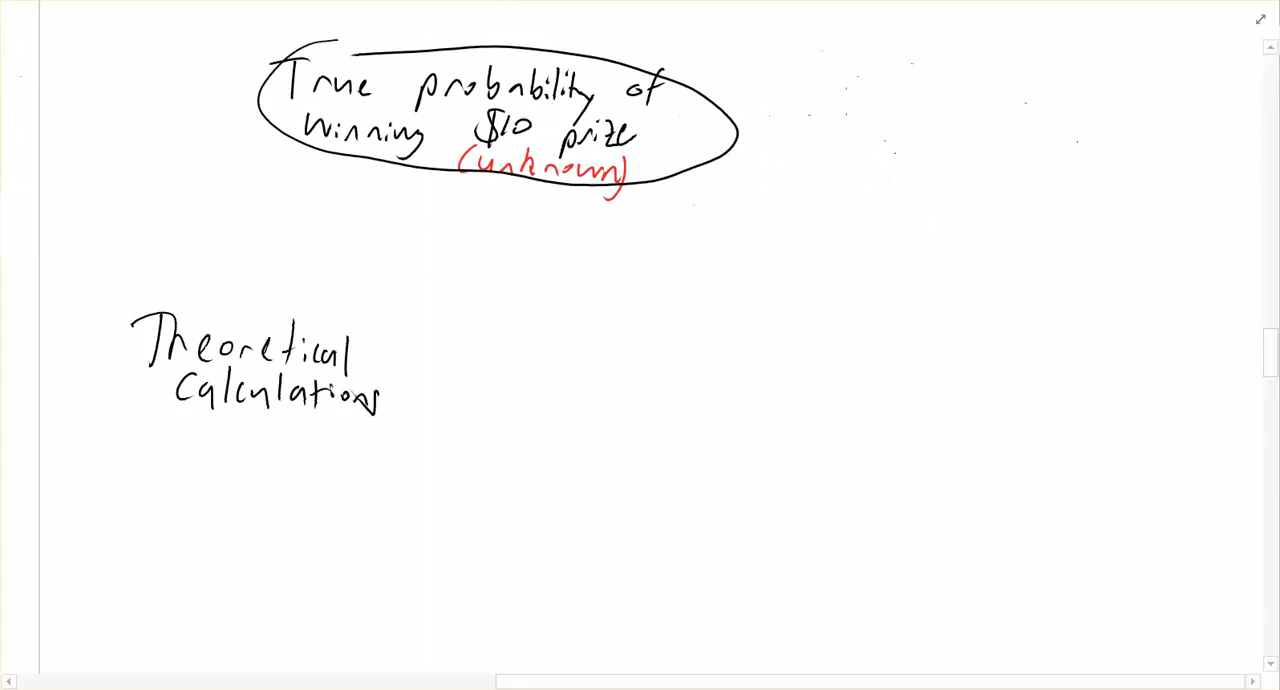 True probability of
winning $10 prize
(unknown)
Theoretical
Calculations